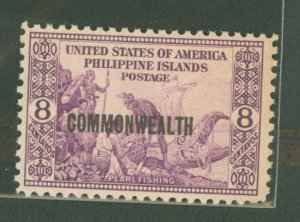 UNITED STATES OF AMERICA
PHILIPPINE ISLANDS
POSTAGE
COMMONWEALTH
8 8
PEARL FISHING